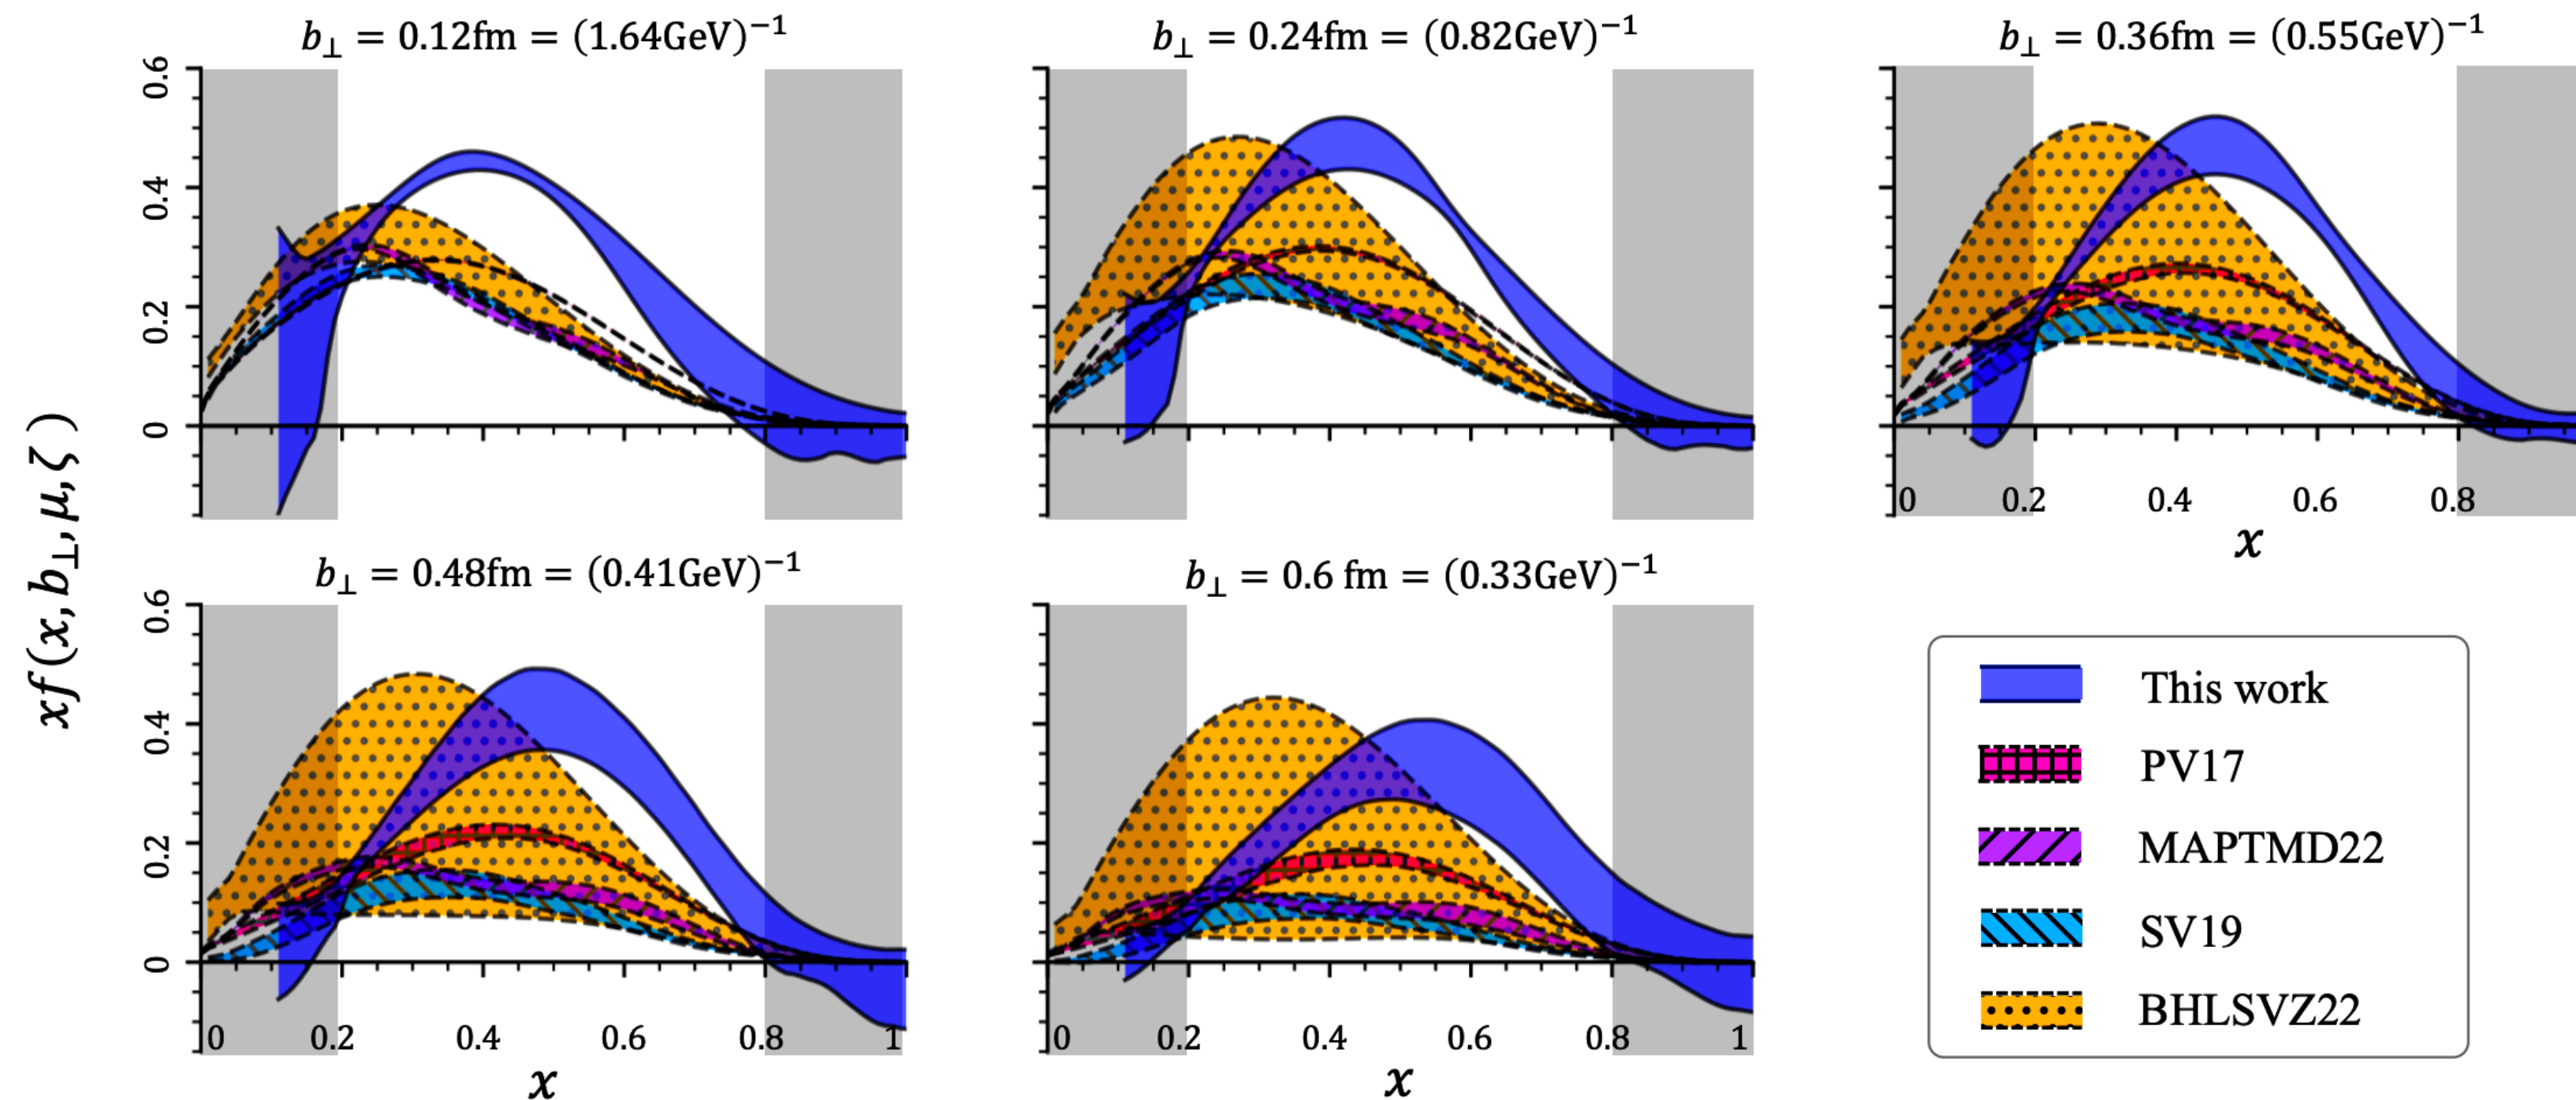 b⊥ = 0.12fm = (1.64GeV)⁻¹
b⊥ = 0.24fm = (0.82GeV)⁻¹
b⊥ = 0.36fm = (0.55GeV)⁻¹
0.6
0.4
0.2
0
0 0.2 0.4 0.6 0.8
x
xf(x, b⊥, μ, ζ)
b⊥ = 0.48fm = (0.41GeV)⁻¹
b⊥ = 0.6 fm = (0.33GeV)⁻¹
0.6
0.4
0.2
0
0 0.2 0.4 0.6 0.8 1
x
0 0.2 0.4 0.6 0.8 1
x
This work
PV17
MAPTMD22
SV19
BHLSVZ22